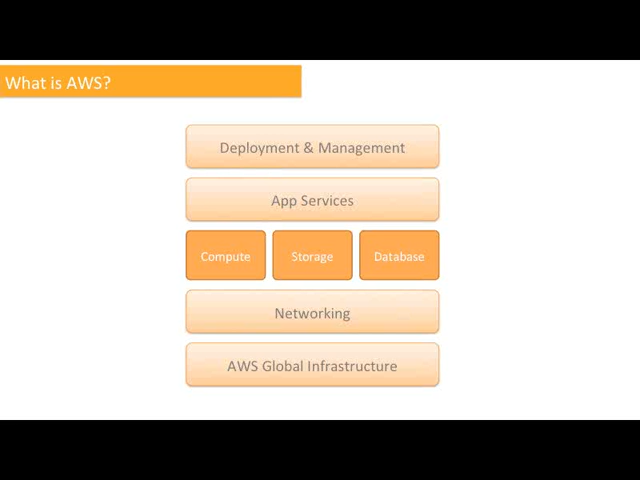 What is AWS?
Deployment & Management
App Services
Compute Storage Database
Networking
AWS Global Infrastructure